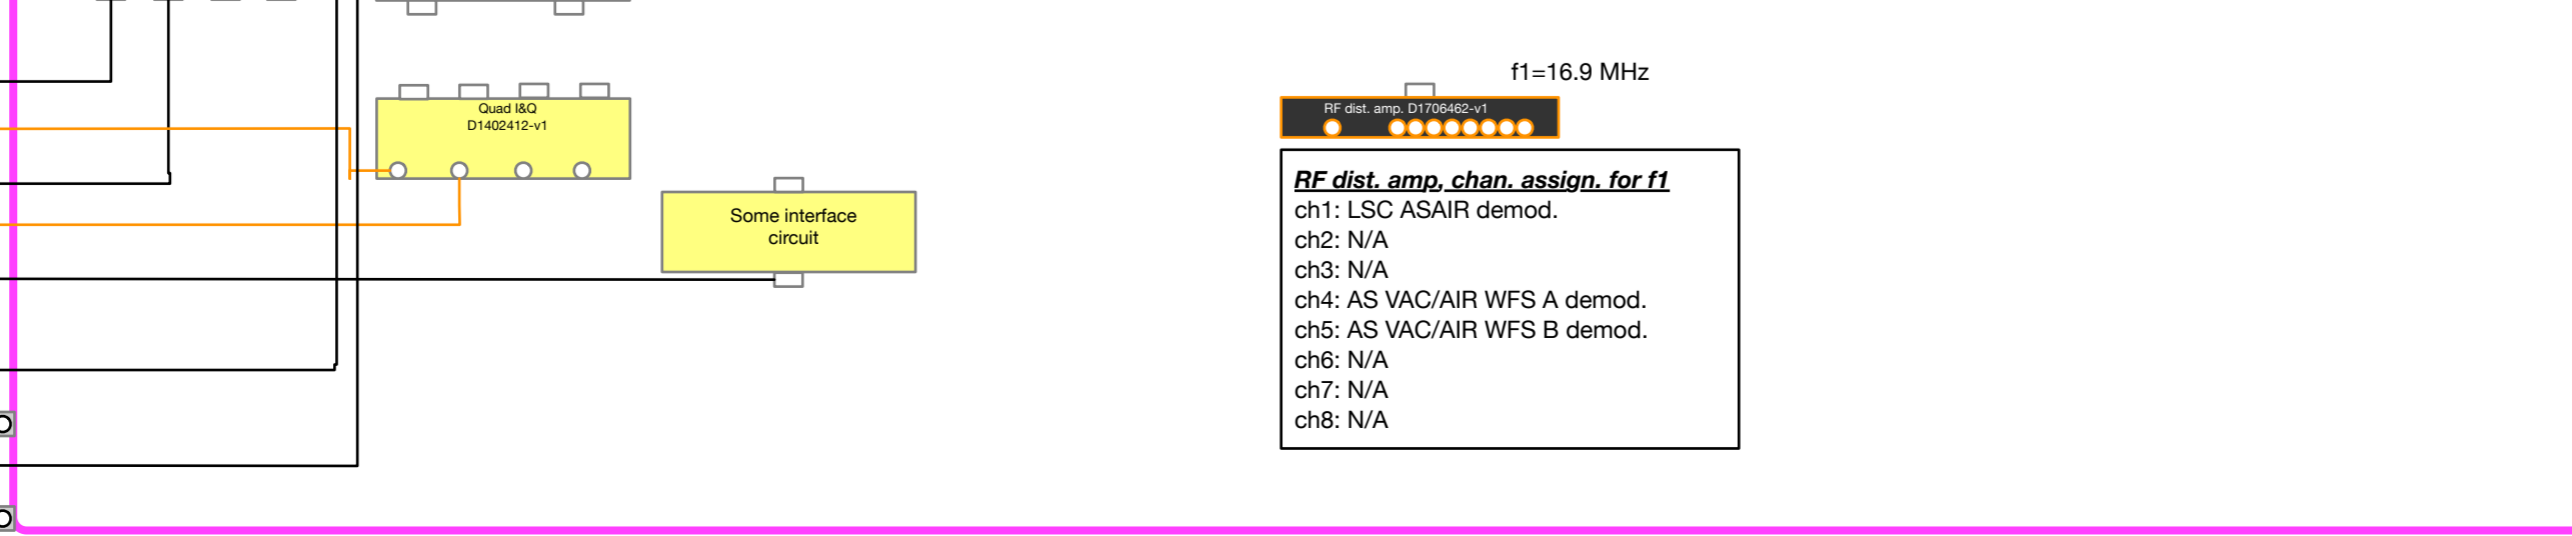 f1=16.9 MHz
Quad I&Q
D1402412-v1
RF dist. amp. D1706462-v1
Some interface
circuit
RF dist. amp, chan. assign. for f1
ch1: LSC ASAIR demod.
ch2: N/A
ch3: N/A
ch4: AS VAC/AIR WFS A demod.
ch5: AS VAC/AIR WFS B demod.
ch6: N/A
ch7: N/A
ch8: N/A